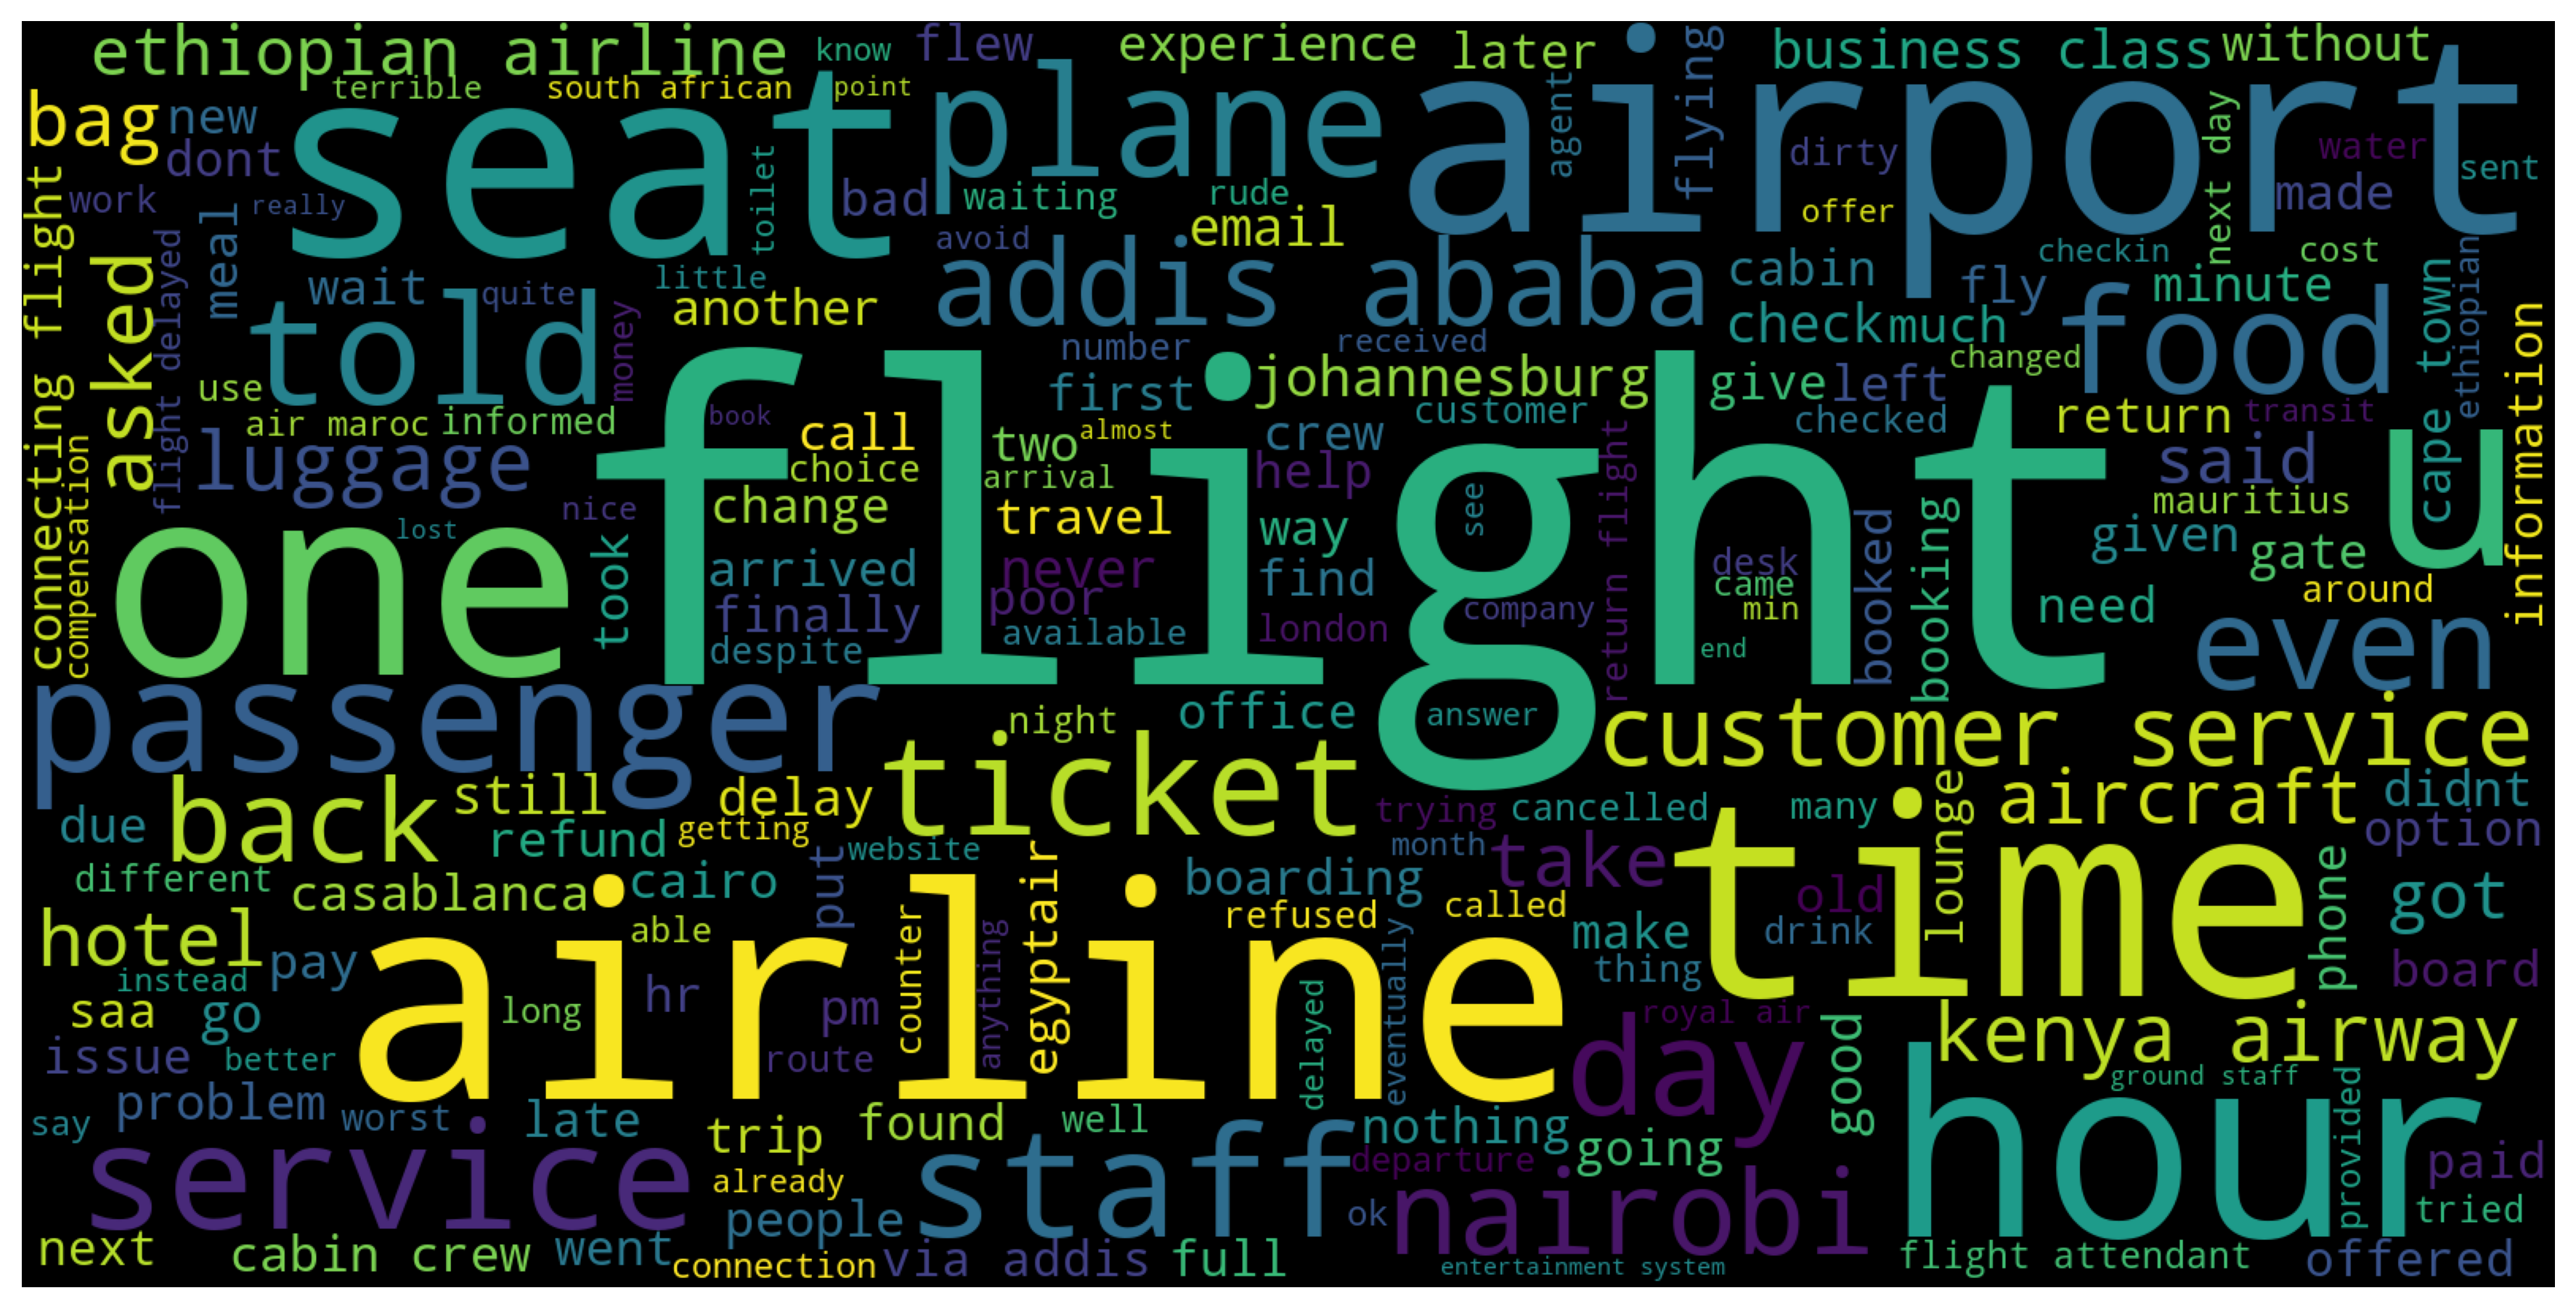 ethiopian airline
know
flew
experience
later
business class
without
terrible
south african
point
flying
bag
new
seat
plane
airport
agent
next day
dont
toilet
dirty
water
sent
work
really
meal
bad
waiting
rude
offer
made
connecting flight
flight delayed
asked
avoid
email
wait
quite
little
addis ababa
cabin
checkin
cost
ethiopian
told
another
fly
minute
food
cape town
information
money
number
received
check
much
changed
use
first
johannesburg
give
left
air maroc
informed
book
call
two
almost
crew
customer
checked
return
transit
luggage
choice
arrival
help
said
u
compensation
lost
nice
change
travel
way
see
return flight
mauritius
one
flight
took
arrived
never
find
desk
came
booked
booking
given
gate
finally
poor
company
min
need
around
despite
available
london
end
even
passenger
night
office
answer
customer service
back
still
delay
ticket
trying
cancelled
many
lounge
aircraft
didnt
due
refund
getting
website
month
take
time
option
different
casablanca
cairo
put
egyptair
boarding
old
phone
got
hotel
able
counter
anything
refused
called
make
drink
pay
airline
eventually
thing
board
instead
saa
go
long
hr
pm
delayed
royal air
day
good
kenya airway
issue
better
route
ground staff
hour
problem
worst
late
trip
found
well
nothing
going
provided
say
service
already
staff
departure
nairobi
paid
people
ok
tried
next
cabin crew
went
connection
via addis
full
entertainment system
flight attendant
offered